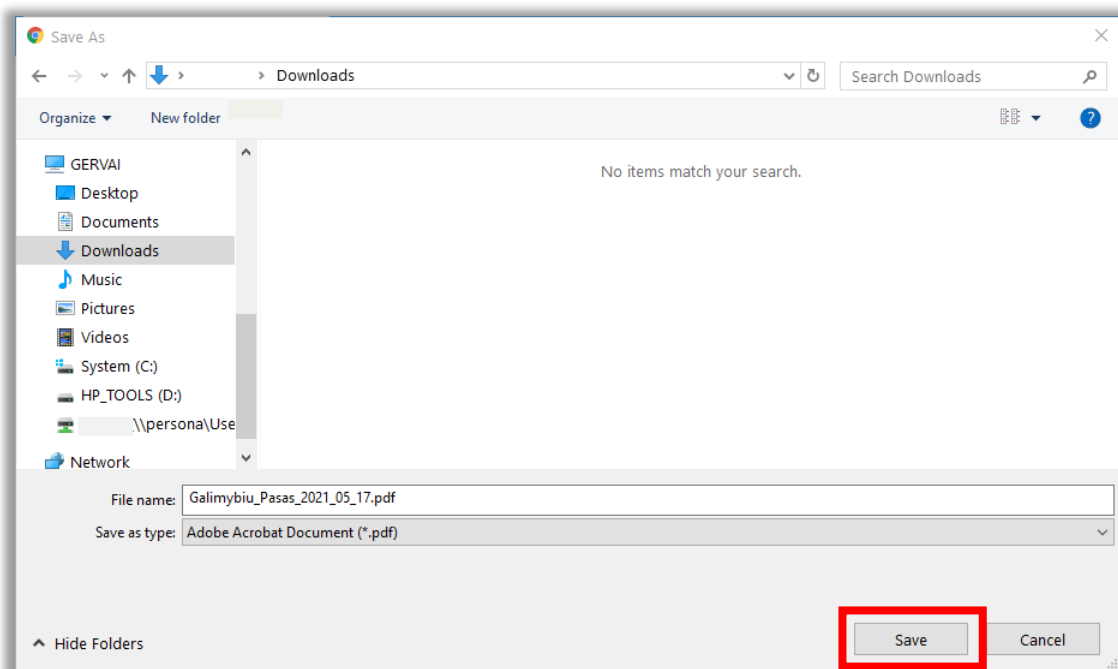 Save As
Downloads
Search Downloads
Organize
New folder
GERVAI
Desktop
Documents
Downloads
Music
Pictures
Videos
System (C:)
HP_TOOLS (D:)
\\persona\Use
Network
No items match your search.
File name: Galimybiu_Pasas_2021_05_17.pdf
Save as type: Adobe Acrobat Document (*.pdf)
Hide Folders
Save
Cancel